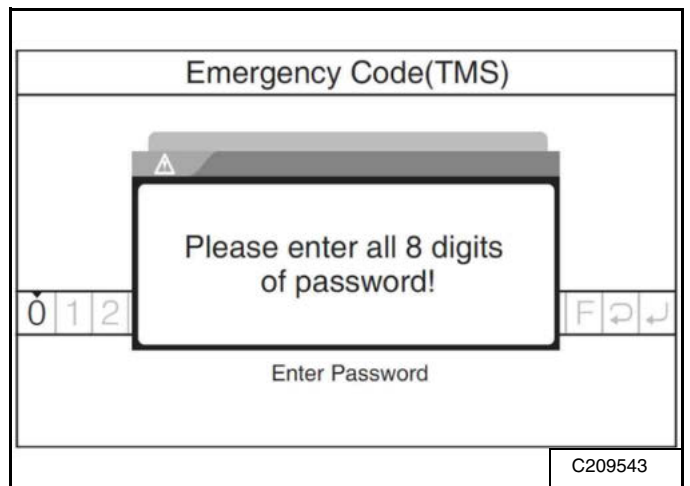 Emergency Code(TMS)
Please enter all 8 digits
of password!
0 1 2 F
Enter Password
C209543